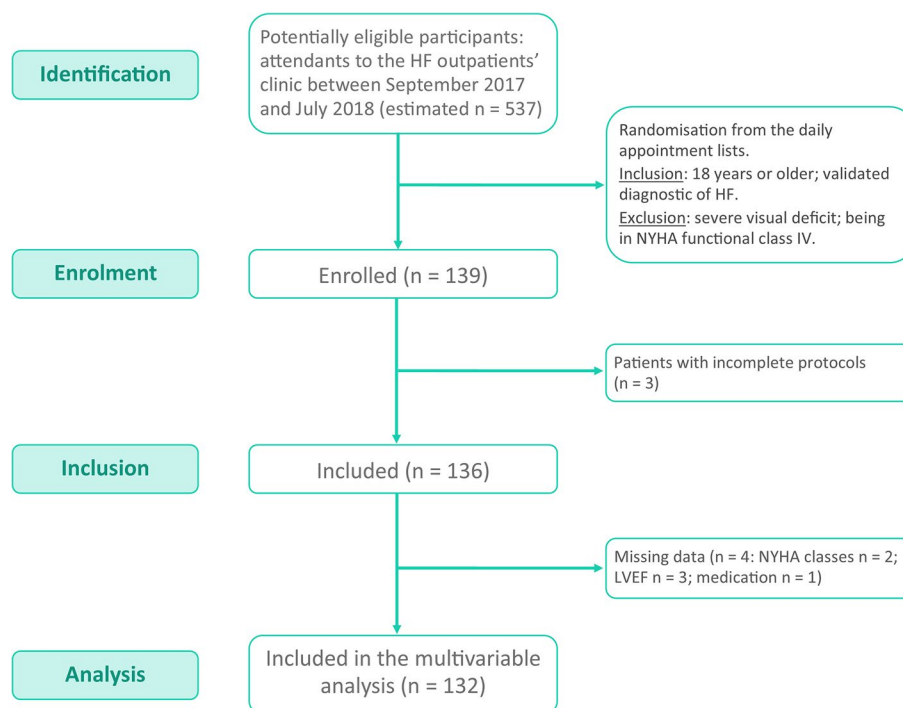 Identification
Potentially eligible participants:
attendants to the HF outpatients’
clinic between September 2017
and July 2018 (estimated n = 537)
Randomisation from the daily
appointment lists.
Inclusion: 18 years or older; validated
diagnostic of HF.
Exclusion: severe visual deficit; being
in NYHA functional class IV.
Enrolment
Enrolled (n = 139)
Patients with incomplete protocols
(n = 3)
Inclusion
Included (n = 136)
Missing data (n = 4: NYHA classes n = 2;
LVEF n = 3; medication n = 1)
Analysis
Included in the multivariable
analysis (n = 132)